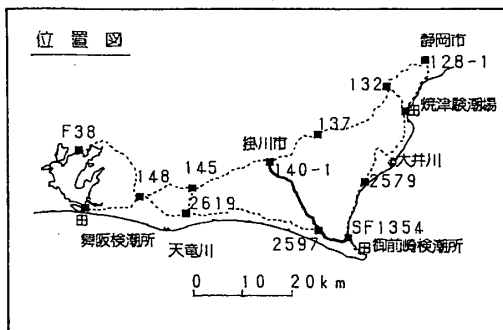 位置図
静岡市
128-1
132
焼津験潮場
F38
137
掛川市
大井川
145
148
140-1
2579
2619
SF1354
舞阪検潮所
天竜川
2597
御前崎検潮所
0 10 20km